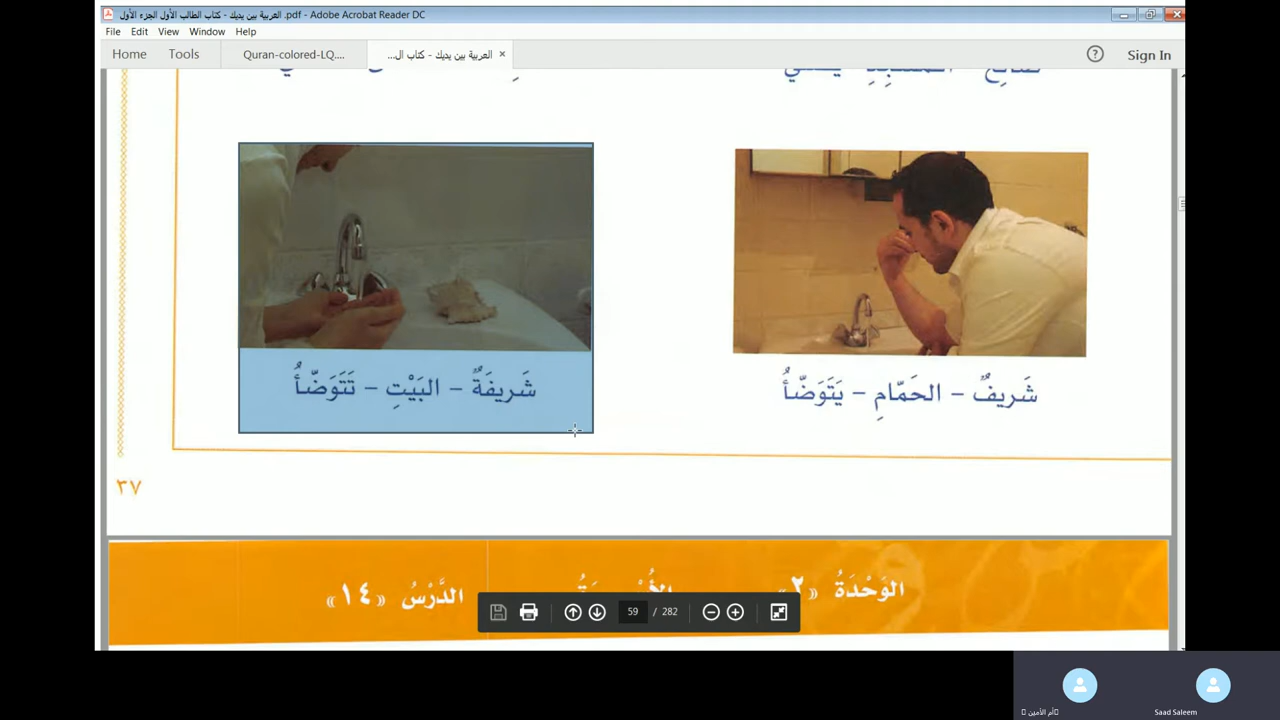 العربية بين يديك - كتاب الطالب الأول الجزء الأول .pdf - Adobe Acrobat Reader DC
File Edit View Window Help
Home Tools Quran-colored-LQ.... العربية بين يديك - كتاب ال... × ? Sign In
شَرِيفٌ – الحَمّامِ – يَتَوَضّأُ
شَرِيفَةٌ – البَيْتِ – تَتَوَضّأُ
٣٧
الوَحْدَةُ «٢» الدَّرْسُ «١٤»
59 / 282
أم الأمين
Saad Saleem